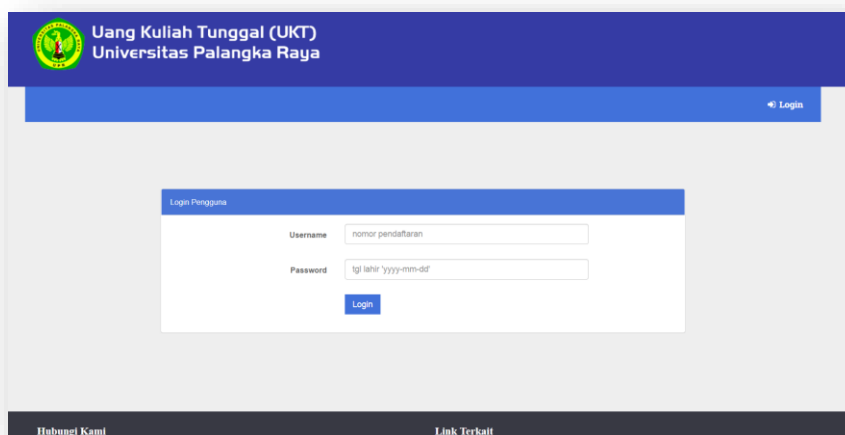 Uang Kuliah Tunggal (UKT)
Universitas Palangka Raya
Login
Login Pengguna
Username
nomor pendaftaran
Password
tgl lahir 'yyyy-mm-dd'
Login
Hubungi Kami
Link Terkait